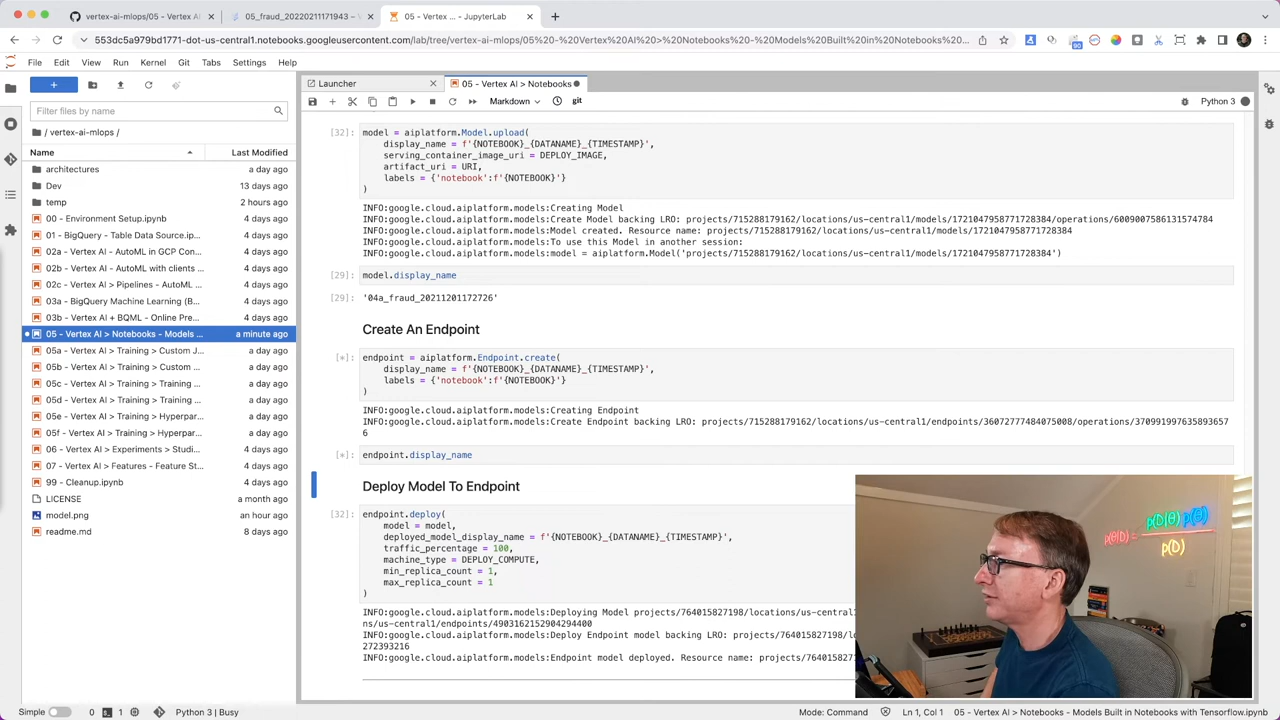 vertex-ai-mlops/05 - Vertex AI
05_fraud_20220211171943 – V
05 - Vertex ... - JupyterLab
553dc5a979bd1771-dot-us-central1.notebooks.googleusercontent.com/lab/tree/vertex-ai-mlops/05%20-%20Vertex%20AI%20>%20Notebooks%20-%20Models%20Built%20in%20Notebooks%20...
File Edit View Run Kernel Git Tabs Settings Help
Launcher
05 - Vertex AI > Notebooks
Filter files by name
Markdown
git
Python 3
/ vertex-ai-mlops /
Name Last Modified
architectures a day ago
Dev 13 days ago
temp 2 hours ago
00 - Environment Setup.ipynb 4 days ago
01 - BigQuery - Table Data Source.ip... 4 days ago
02a - Vertex AI - AutoML in GCP Con... 4 days ago
02b - Vertex AI - AutoML with clients ... 4 days ago
02c - Vertex AI > Pipelines - AutoML ... 4 days ago
03a - BigQuery Machine Learning (B... 4 days ago
03b - Vertex AI + BQML - Online Pre... 4 days ago
05 - Vertex AI > Notebooks - Models ... a minute ago
05a - Vertex AI > Training > Custom J... a day ago
05b - Vertex AI > Training > Custom ... a day ago
05c - Vertex AI > Training > Training ... a day ago
05d - Vertex AI > Training > Training ... a day ago
05e - Vertex AI > Training > Hyperpar... a day ago
05f - Vertex AI > Training > Hyperpar... a day ago
06 - Vertex AI > Experiments > Studi... 4 days ago
07 - Vertex AI > Features - Feature St... 4 days ago
99 - Cleanup.ipynb 4 days ago
LICENSE a month ago
model.png an hour ago
readme.md 8 days ago
[32]: model = aiplatform.Model.upload(
display_name = f'{NOTEBOOK}_{DATANAME}_{TIMESTAMP}',
serving_container_image_uri = DEPLOY_IMAGE,
artifact_uri = URI,
labels = {'notebook':f'{NOTEBOOK}'}
)
INFO:google.cloud.aiplatform.models:Creating Model
INFO:google.cloud.aiplatform.models:Create Model backing LRO: projects/715288179162/locations/us-central1/models/1721047958771728384/operations/6009007586131574784
INFO:google.cloud.aiplatform.models:Model created. Resource name: projects/715288179162/locations/us-central1/models/1721047958771728384
INFO:google.cloud.aiplatform.models:To use this Model in another session:
INFO:google.cloud.aiplatform.models:model = aiplatform.Model('projects/715288179162/locations/us-central1/models/1721047958771728384')
[29]: model.display_name
[29]: '04a_fraud_20211201172726'
Create An Endpoint
[*]: endpoint = aiplatform.Endpoint.create(
display_name = f'{NOTEBOOK}_{DATANAME}_{TIMESTAMP}',
labels = {'notebook':f'{NOTEBOOK}'}
)
INFO:google.cloud.aiplatform.models:Creating Endpoint
INFO:google.cloud.aiplatform.models:Create Endpoint backing LRO: projects/715288179162/locations/us-central1/endpoints/36072777484075008/operations/370991997635893657
6
[*]: endpoint.display_name
Deploy Model To Endpoint
[32]: endpoint.deploy(
model = model,
deployed_model_display_name = f'{NOTEBOOK}_{DATANAME}_{TIMESTAMP}',
traffic_percentage = 100,
machine_type = DEPLOY_COMPUTE,
min_replica_count = 1,
max_replica_count = 1
)
INFO:google.cloud.aiplatform.models:Deploying Model projects/764015827198/locations/us-central1
ns/us-central1/endpoints/4903162152904294400
INFO:google.cloud.aiplatform.models:Deploy Endpoint model backing LRO: projects/764015827198/lo
272393216
INFO:google.cloud.aiplatform.models:Endpoint model deployed. Resource name: projects/764015827
p(θ|D) = p(D|θ) p(θ)
p(D)
Simple 0 1 Python 3 | Busy Mode: Command Ln 1, Col 1 05 - Vertex AI > Notebooks - Models Built in Notebooks with Tensorflow.ipynb